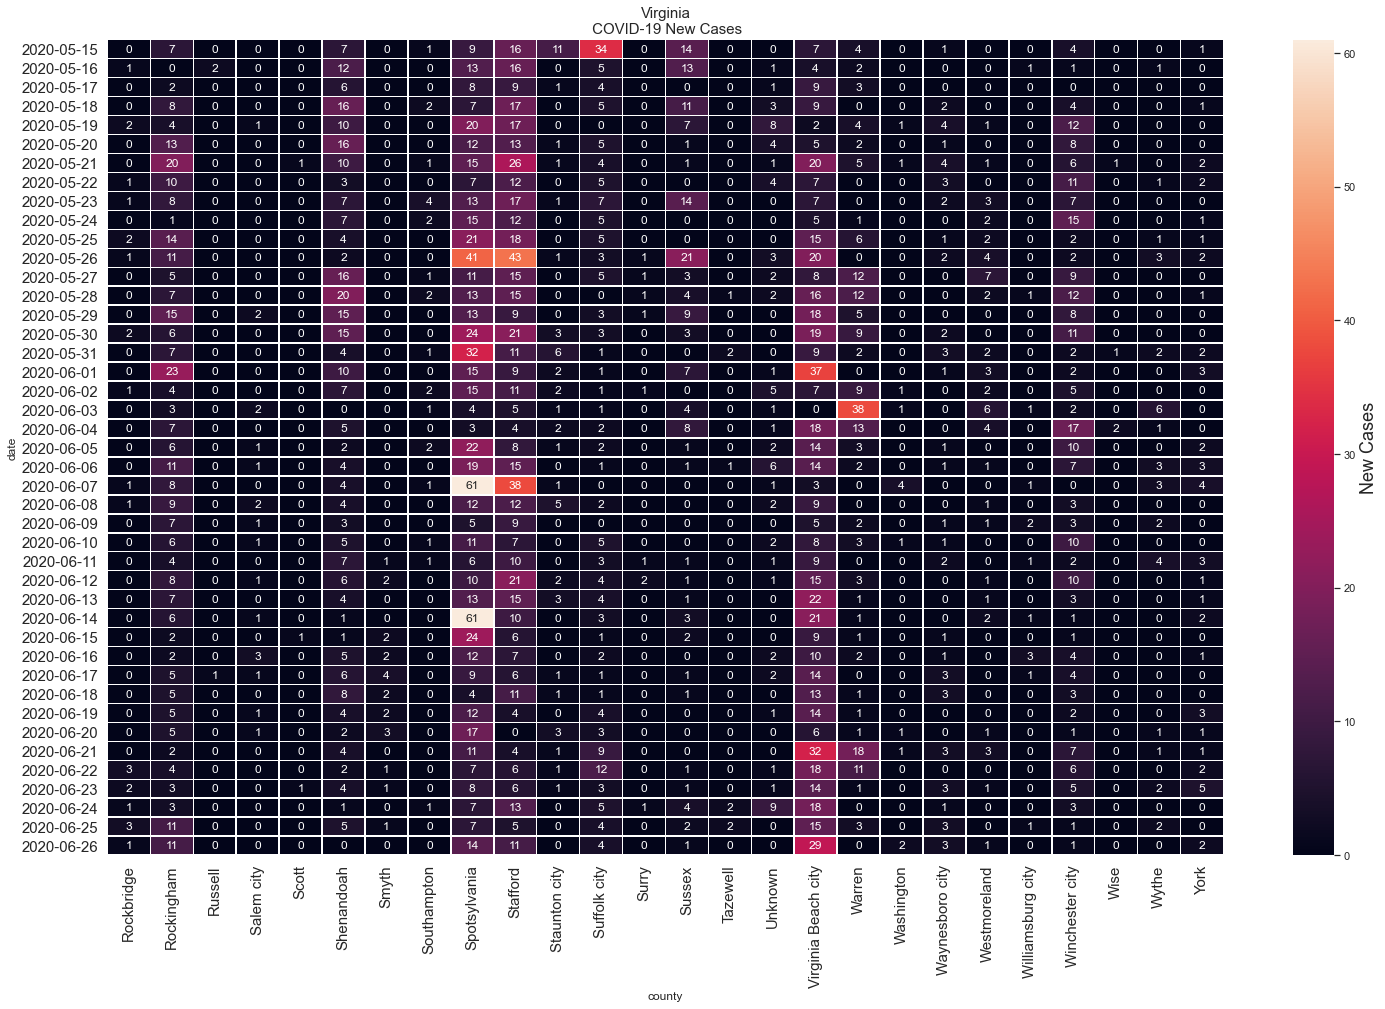 Virginia
COVID-19 New Cases
2020-05-15 0 7 0 0 0 7 0 1 9 16 11 34 0 14 0 0 7 4 0 1 0 0 4 0 0 1
2020-05-16 1 0 2 0 0 12 0 0 13 16 0 5 0 13 0 1 4 2 0 0 0 1 1 0 1 0
2020-05-17 0 2 0 0 0 6 0 0 8 9 1 4 0 0 0 1 9 3 0 0 0 0 0 0 0 0
2020-05-18 0 8 0 0 0 16 0 2 7 17 0 5 0 11 0 3 9 0 0 2 0 0 4 0 0 1
2020-05-19 2 4 0 1 0 10 0 0 20 17 0 0 0 7 0 8 2 4 1 4 1 0 12 0 0 0
2020-05-20 0 13 0 0 0 16 0 0 12 13 1 5 0 1 0 4 5 2 0 1 0 0 8 0 0 0
2020-05-21 0 20 0 0 1 10 0 1 15 26 1 4 0 1 0 1 20 5 1 4 1 0 6 1 0 2
2020-05-22 1 10 0 0 0 3 0 0 7 12 0 5 0 0 0 4 7 0 0 3 0 0 11 0 1 2
2020-05-23 1 8 0 0 0 7 0 4 13 17 1 7 0 14 0 0 7 0 0 2 3 0 7 0 0 0
2020-05-24 0 1 0 0 0 7 0 2 15 12 0 5 0 0 0 0 5 1 0 0 2 0 15 0 0 1
2020-05-25 2 14 0 0 0 4 0 0 21 18 0 5 0 0 0 0 15 6 0 1 2 0 2 0 1 1
2020-05-26 1 11 0 0 0 2 0 0 41 43 1 3 1 21 0 3 20 0 0 2 4 0 2 0 3 2
2020-05-27 0 5 0 0 0 16 0 1 11 15 0 5 1 3 0 2 8 12 0 0 7 0 9 0 0 0
2020-05-28 0 7 0 0 0 20 0 2 13 15 0 0 1 4 1 2 16 12 0 0 2 1 12 0 0 1
2020-05-29 0 15 0 2 0 15 0 0 13 9 0 3 1 9 0 0 18 5 0 0 0 0 8 0 0 0
2020-05-30 2 6 0 0 0 15 0 0 24 21 3 3 0 3 0 0 19 9 0 2 0 0 11 0 0 0
2020-05-31 0 7 0 0 0 4 0 1 32 11 6 1 0 0 2 0 9 2 0 3 2 0 2 1 2 2
2020-06-01 0 23 0 0 0 10 0 0 15 9 2 1 0 7 0 1 37 0 0 1 3 0 2 0 0 3
2020-06-02 1 4 0 0 0 7 0 2 15 11 2 1 1 0 0 5 7 9 1 0 2 0 5 0 0 0
2020-06-03 0 3 0 2 0 0 0 1 4 5 1 1 0 4 0 1 0 38 1 0 6 1 2 0 6 0
2020-06-04 0 7 0 0 0 5 0 0 3 4 2 2 0 8 0 1 18 13 0 0 4 0 17 2 1 0
2020-06-05 0 6 0 1 0 2 0 2 22 8 1 2 0 1 0 2 14 3 0 1 0 0 10 0 0 2
2020-06-06 0 11 0 1 0 4 0 0 19 15 0 1 0 1 1 6 14 2 0 1 1 0 7 0 3 3
2020-06-07 1 8 0 0 0 4 0 1 61 38 1 0 0 0 0 1 3 0 4 0 0 1 0 0 3 4
2020-06-08 1 9 0 2 0 4 0 0 12 12 5 2 0 0 0 2 9 0 0 0 1 0 3 0 0 0
2020-06-09 0 7 0 1 0 3 0 0 5 9 0 0 0 0 0 0 5 2 0 1 1 2 3 0 2 0
2020-06-10 0 6 0 1 0 5 0 1 11 7 0 5 0 0 0 2 8 3 1 1 0 0 10 0 0 0
2020-06-11 0 4 0 0 0 7 1 1 6 10 0 3 1 1 0 1 9 0 0 2 0 1 2 0 4 3
2020-06-12 0 8 0 1 0 6 2 0 10 21 2 4 2 1 0 1 15 3 0 0 1 0 10 0 0 1
2020-06-13 0 7 0 0 0 4 0 0 13 15 3 4 0 1 0 0 22 1 0 0 1 0 3 0 0 1
2020-06-14 0 6 0 1 0 1 0 0 61 10 0 3 0 3 0 0 21 1 0 0 2 1 1 0 0 2
2020-06-15 0 2 0 0 1 1 2 0 24 6 0 1 0 2 0 0 9 1 0 1 0 0 1 0 0 0
2020-06-16 0 2 0 3 0 5 2 0 12 7 0 2 0 0 0 2 10 2 0 1 0 3 4 0 0 1
2020-06-17 0 5 1 1 0 6 4 0 9 6 1 1 0 1 0 2 14 0 0 3 0 1 4 0 0 0
2020-06-18 0 5 0 0 0 8 2 0 4 11 1 1 0 1 0 0 13 1 0 3 0 0 3 0 0 0
2020-06-19 0 5 0 1 0 4 2 0 12 4 0 4 0 0 0 1 14 1 0 0 0 0 2 0 0 3
2020-06-20 0 5 0 1 0 2 3 0 17 0 3 3 0 0 0 0 6 1 1 0 1 0 1 0 1 1
2020-06-21 0 2 0 0 0 4 0 0 11 4 1 9 0 0 0 0 32 18 1 3 3 0 7 0 1 1
2020-06-22 3 4 0 0 0 2 1 0 7 6 1 12 0 1 0 1 18 11 0 0 0 0 6 0 0 2
2020-06-23 2 3 0 0 1 4 1 0 8 6 1 3 0 1 0 1 14 1 0 3 1 0 5 0 2 5
2020-06-24 1 3 0 0 0 1 0 1 7 13 0 5 1 4 2 9 18 0 0 1 0 0 3 0 0 0
2020-06-25 3 11 0 0 0 5 1 0 7 5 0 4 0 2 2 0 15 3 0 3 0 1 1 0 2 0
2020-06-26 1 11 0 0 0 0 0 0 14 11 0 4 0 1 0 0 29 0 2 3 1 0 1 0 0 2
date
Rockbridge
Rockingham
Russell
Salem city
Scott
Shenandoah
Smyth
Southampton
Spotsylvania
Stafford
Staunton city
Suffolk city
Surry
Sussex
Tazewell
Unknown
Virginia Beach city
Warren
Washington
Waynesboro city
Westmoreland
Williamsburg city
Winchester city
Wise
Wythe
York
county
60
50
40
30
20
10
0
New Cases